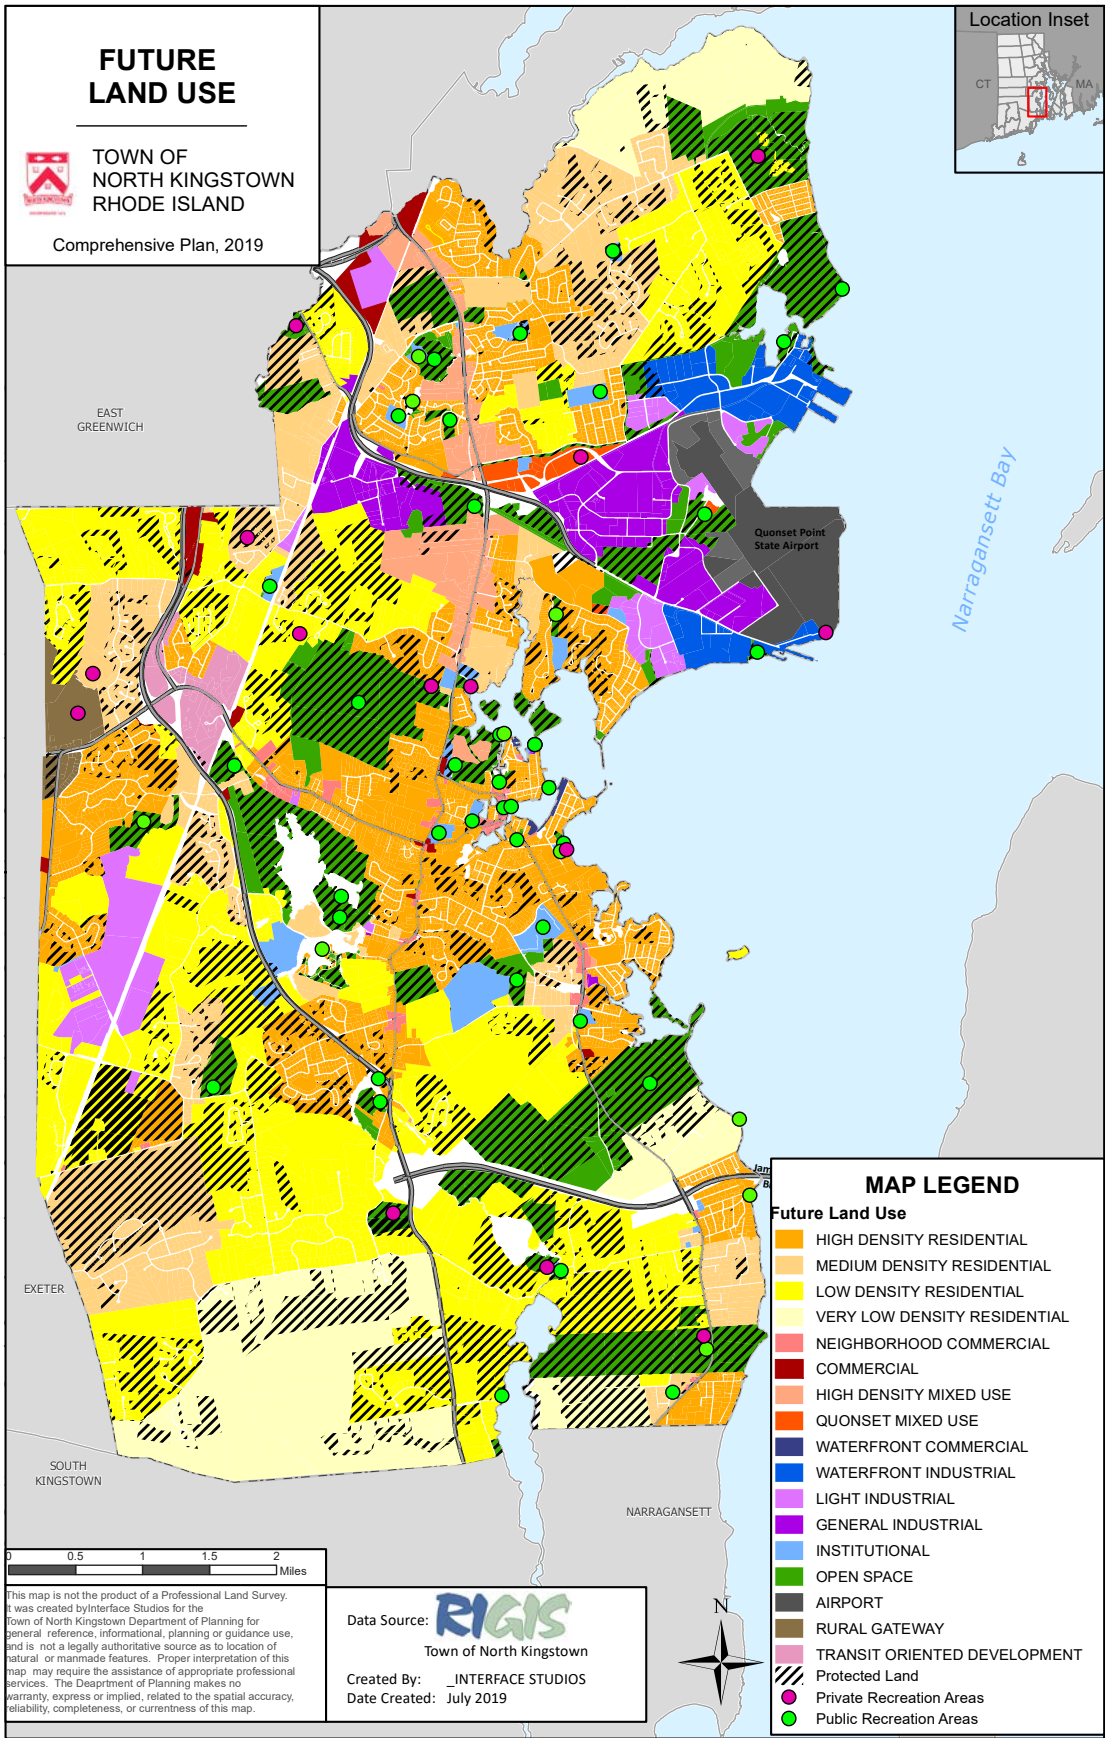 FUTURE
LAND USE
TOWN OF
NORTH KINGSTOWN
RHODE ISLAND
Comprehensive Plan, 2019
Location Inset
CT
MA
EAST
GREENWICH
Narragansett Bay
Quonset Point
State Airport
Jam
B
EXETER
SOUTH
KINGSTOWN
NARRAGANSETT
MAP LEGEND
Future Land Use
HIGH DENSITY RESIDENTIAL
MEDIUM DENSITY RESIDENTIAL
LOW DENSITY RESIDENTIAL
VERY LOW DENSITY RESIDENTIAL
NEIGHBORHOOD COMMERCIAL
COMMERCIAL
HIGH DENSITY MIXED USE
QUONSET MIXED USE
WATERFRONT COMMERCIAL
WATERFRONT INDUSTRIAL
LIGHT INDUSTRIAL
GENERAL INDUSTRIAL
INSTITUTIONAL
OPEN SPACE
AIRPORT
RURAL GATEWAY
TRANSIT ORIENTED DEVELOPMENT
Protected Land
Private Recreation Areas
Public Recreation Areas
0 0.5 1 1.5 2
Miles
This map is not the product of a Professional Land Survey.
It was created byInterface Studios for the
Town of North Kingstown Department of Planning for
general reference, informational, planning or guidance use,
and is not a legally authoritative source as to location of
natural or manmade features. Proper interpretation of this
map may require the assistance of appropriate professional
services. The Deaprtment of Planning makes no
warranty, express or implied, related to the spatial accuracy,
reliability, completeness, or currentness of this map.
Data Source: RIGIS
Town of North Kingstown
Created By: _INTERFACE STUDIOS
Date Created: July 2019
N